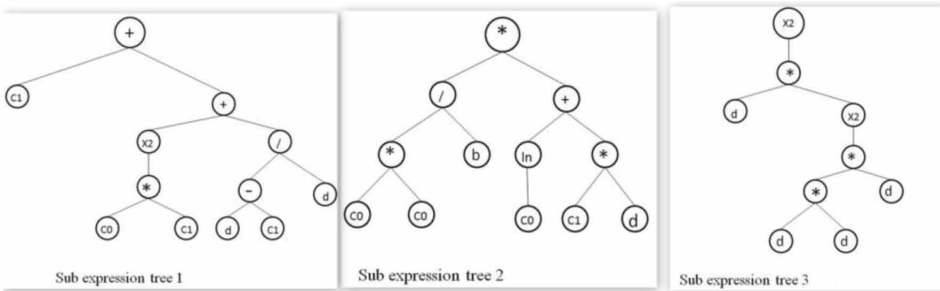 + * X2
C1 + / + * d X2
X2 / * b ln * *
* - d C0 C0 C0 C1 d * d
C0 C1 d C1 d d
Sub expression tree 1
Sub expression tree 2
Sub expression tree 3